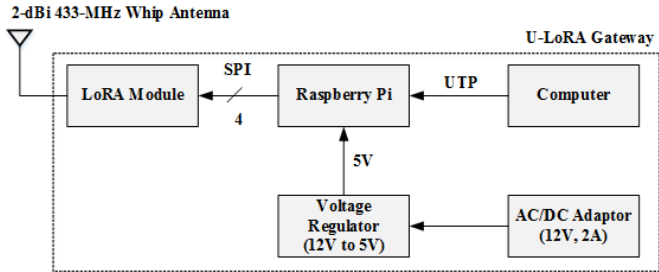 2-dBi 433-MHz Whip Antenna
U-LoRA Gateway
LoRA Module
SPI
4
Raspberry Pi
UTP
Computer
5V
Voltage
Regulator
(12V to 5V)
AC/DC Adaptor
(12V, 2A)